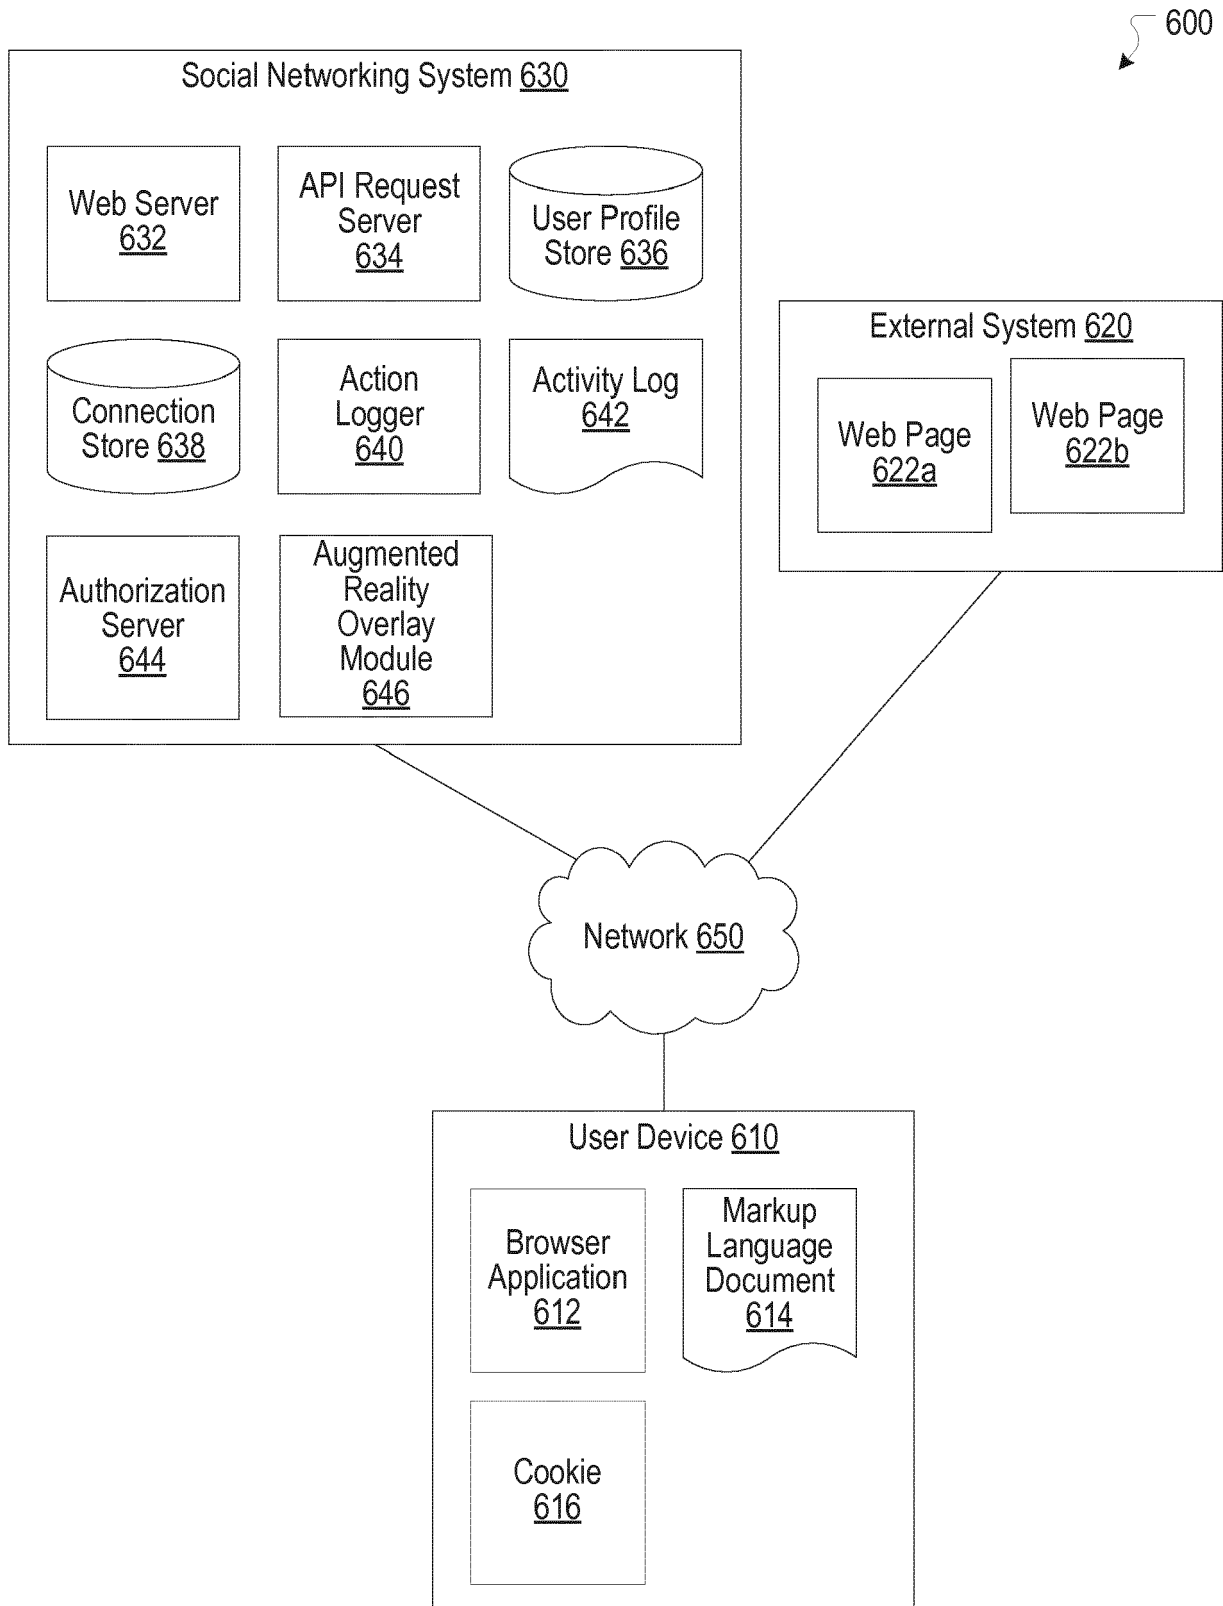 600
Social Networking System 630
Web Server
632
API Request
Server
634
User Profile
Store 636
Connection
Store 638
Action
Logger
640
Activity Log
642
Authorization
Server
644
Augmented
Reality
Overlay
Module
646
External System 620
Web Page
622a
Web Page
622b
Network 650
User Device 610
Browser
Application
612
Markup
Language
Document
614
Cookie
616